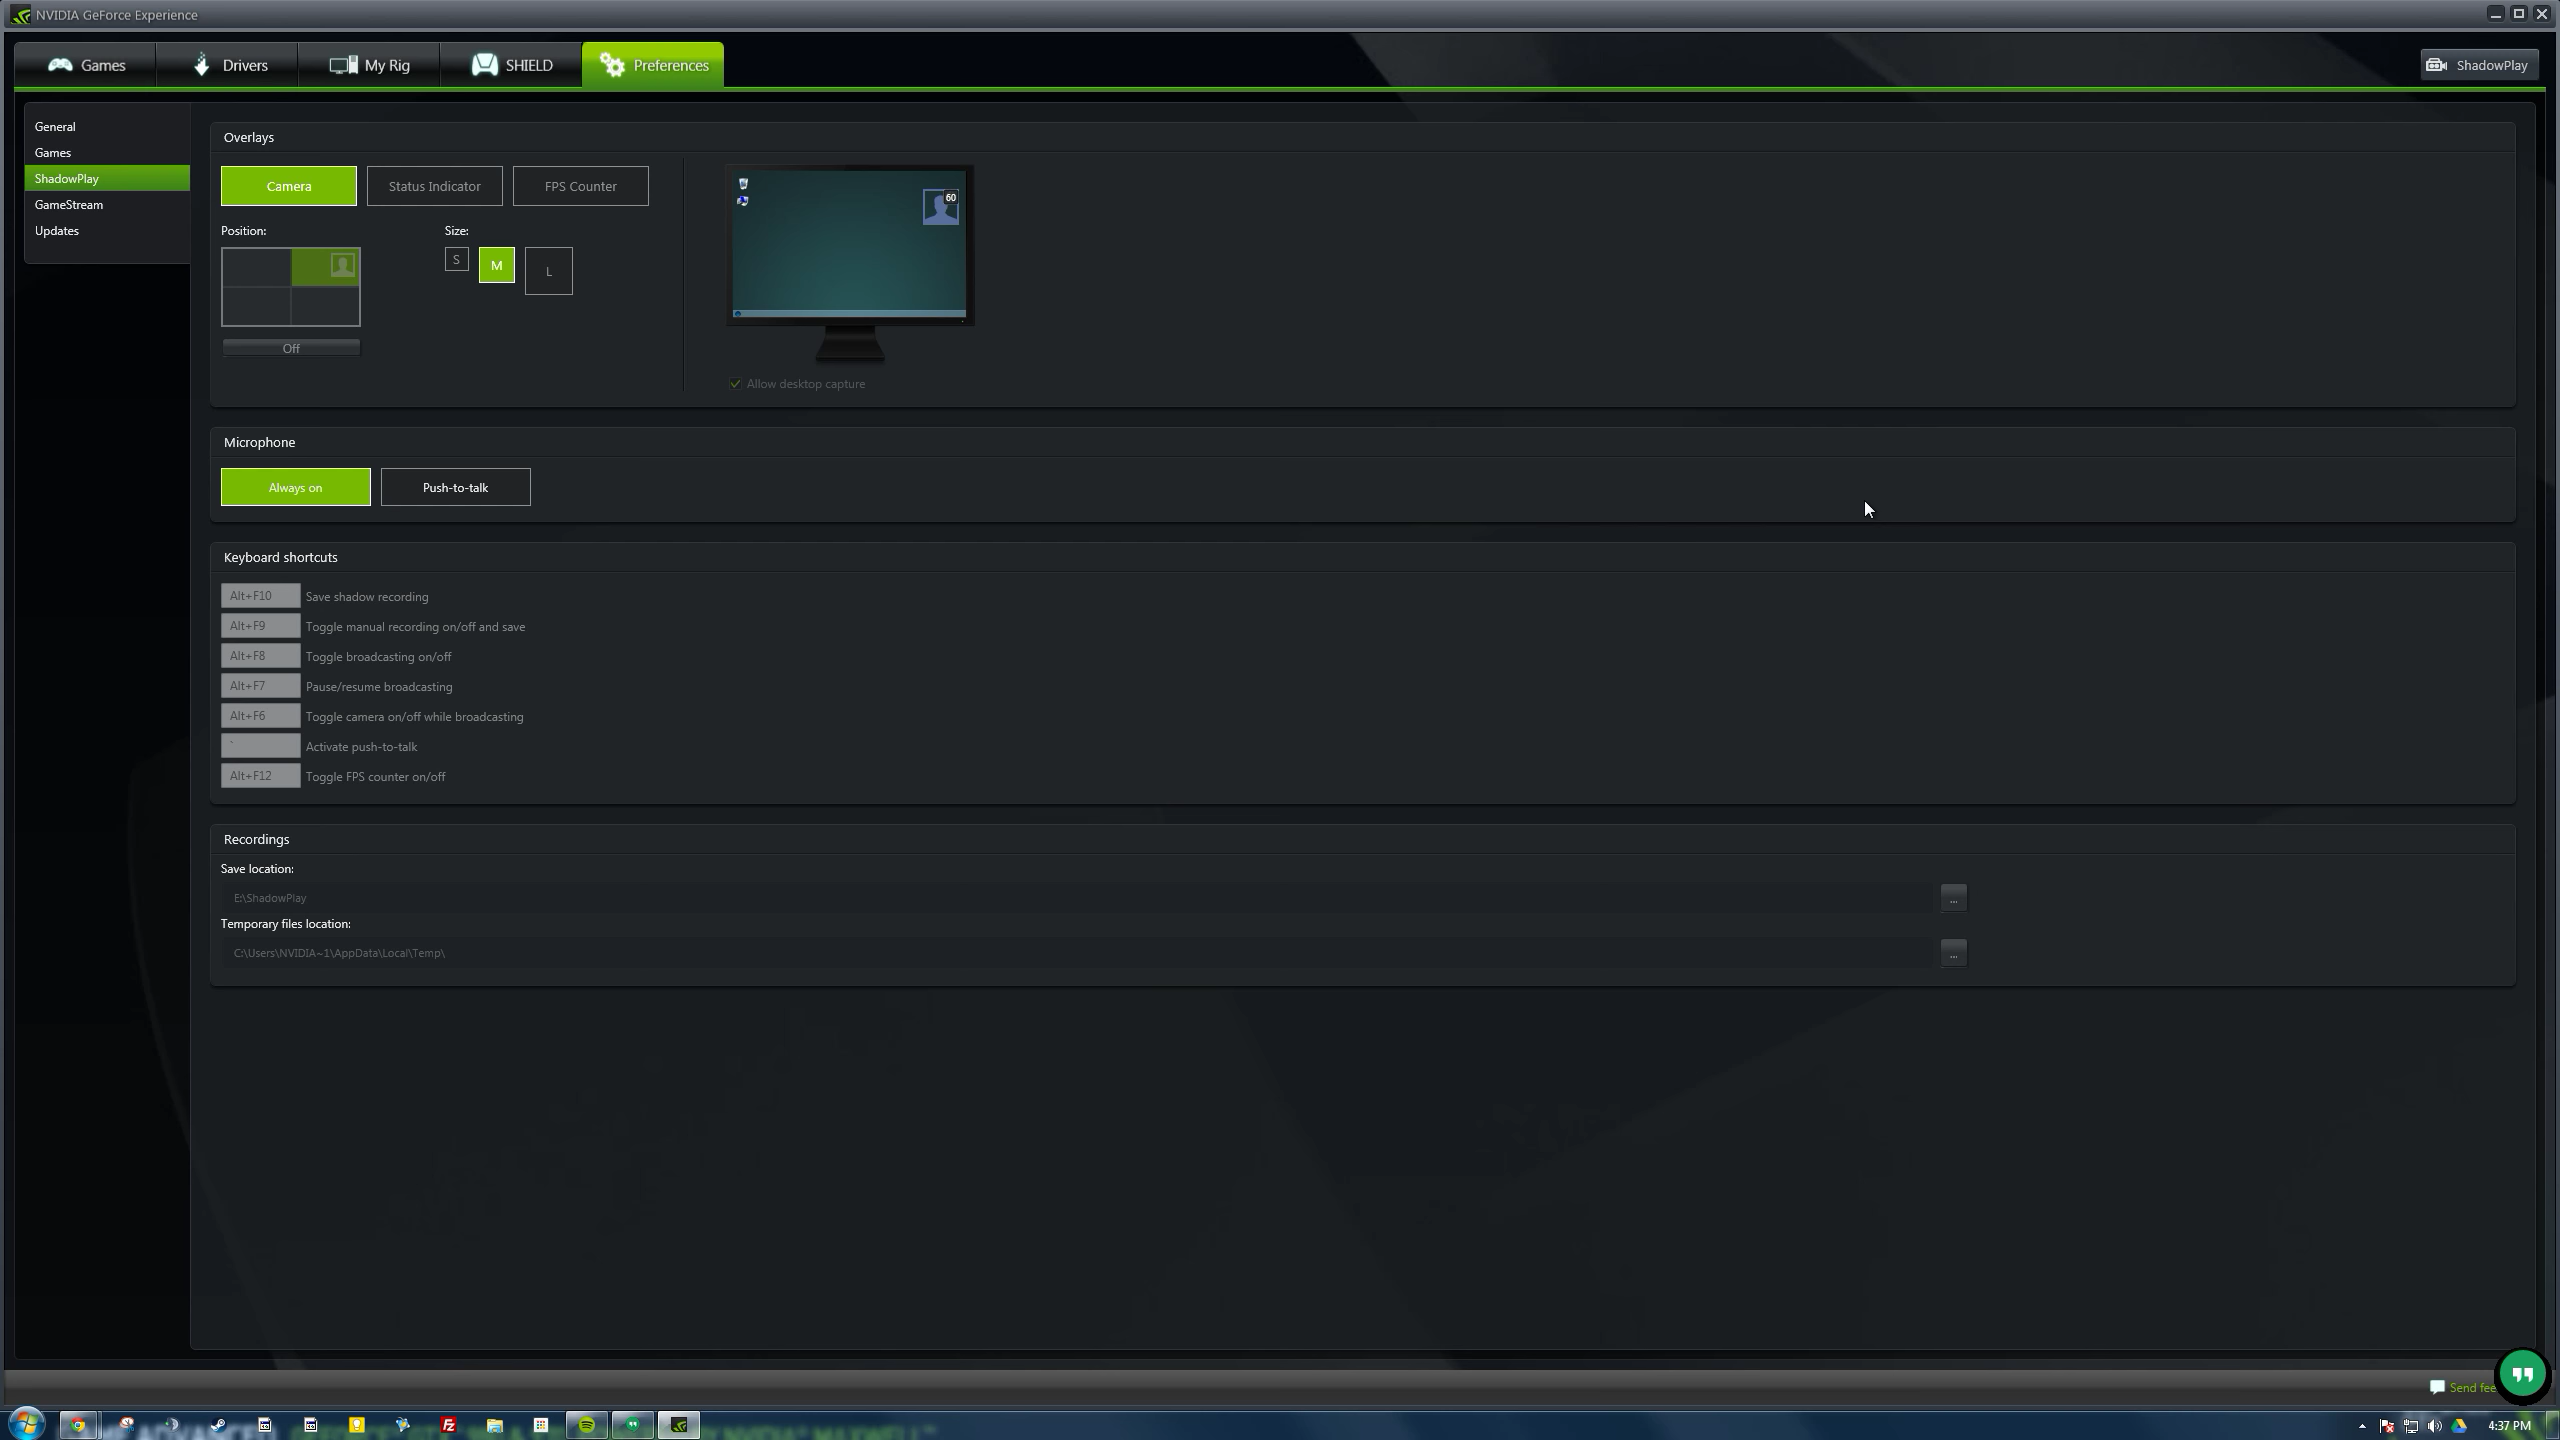 NVIDIA GeForce Experience
Games
Drivers
My Rig
SHIELD
Preferences
ShadowPlay
General
Games
ShadowPlay
GameStream
Updates
Overlays
Camera
Status Indicator
FPS Counter
60
Position:
Size:
S
M
L
Off
Allow desktop capture
Microphone
Always on
Push-to-talk
Keyboard shortcuts
Alt+F10 Save shadow recording
Alt+F9 Toggle manual recording on/off and save
Alt+F8 Toggle broadcasting on/off
Alt+F7 Pause/resume broadcasting
Alt+F6 Toggle camera on/off while broadcasting
` Activate push-to-talk
Alt+F12 Toggle FPS counter on/off
Recordings
Save location:
E:\ShadowPlay
...
Temporary files location:
C:\Users\NVIDIA~1\AppData\Local\Temp\
...
Send fee
4:37 PM